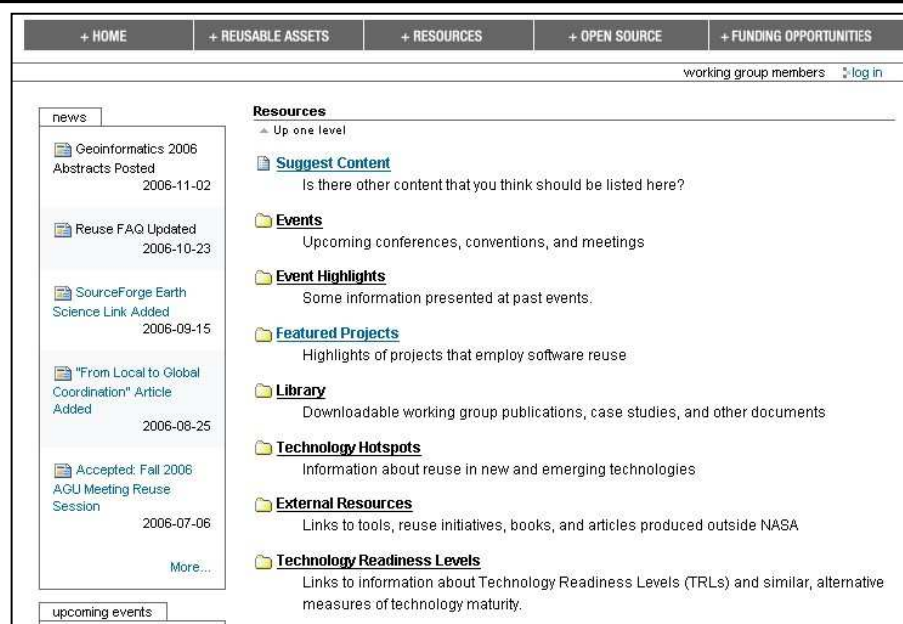 + HOME
+ REUSABLE ASSETS
+ RESOURCES
+ OPEN SOURCE
+ FUNDING OPPORTUNITIES
working group members log in
news
Geoinformatics 2006
Abstracts Posted
2006-11-02
Reuse FAQ Updated
2006-10-23
SourceForge Earth
Science Link Added
2006-09-15
"From Local to Global
Coordination" Article
Added
2006-08-25
Accepted: Fall 2006
AGU Meeting Reuse
Session
2006-07-06
More...
upcoming events
Resources
Up one level
Suggest Content
Is there other content that you think should be listed here?
Events
Upcoming conferences, conventions, and meetings
Event Highlights
Some information presented at past events.
Featured Projects
Highlights of projects that employ software reuse
Library
Downloadable working group publications, case studies, and other documents
Technology Hotspots
Information about reuse in new and emerging technologies
External Resources
Links to tools, reuse initiatives, books, and articles produced outside NASA
Technology Readiness Levels
Links to information about Technology Readiness Levels (TRLs) and similar, alternative
measures of technology maturity.